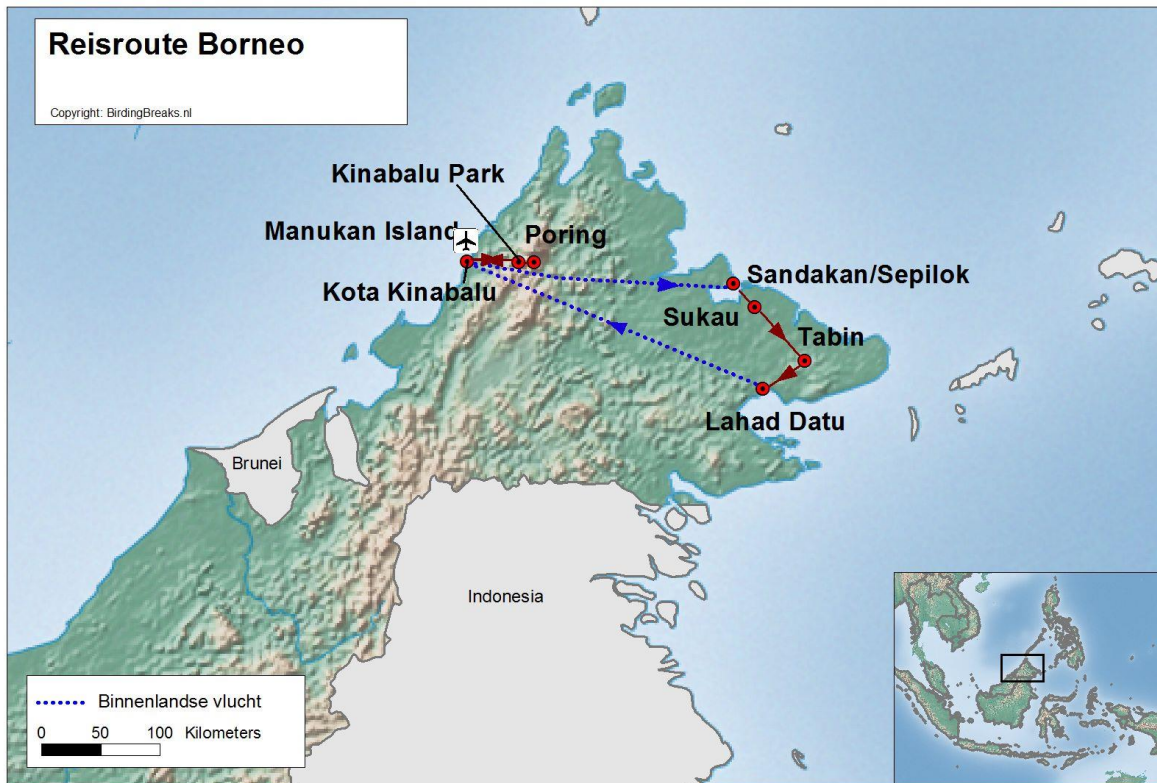 Reisroute Borneo
Copyright: BirdingBreaks.nl
Kinabalu Park
Manukan Island
Poring
Kota Kinabalu
Sandakan/Sepilok
Sukau
Tabin
Lahad Datu
Brunei
Indonesia
Binnenlandse vlucht
0 50 100 Kilometers